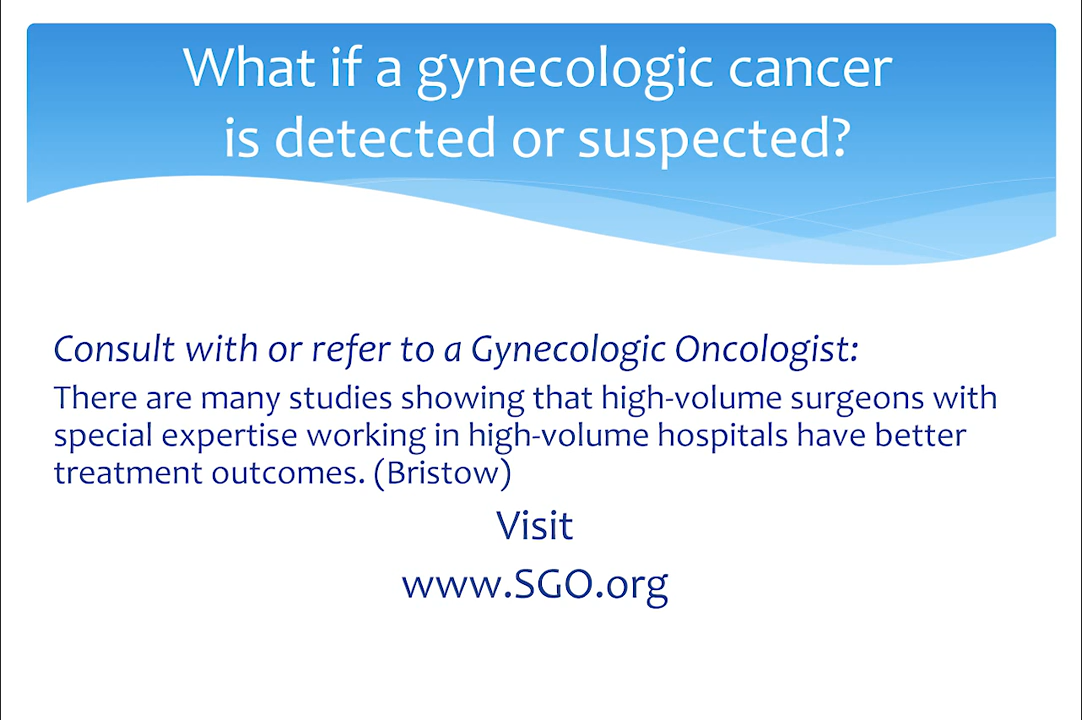 What if a gynecologic cancer
is detected or suspected?
Consult with or refer to a Gynecologic Oncologist:
There are many studies showing that high-volume surgeons with
special expertise working in high-volume hospitals have better
treatment outcomes. (Bristow)
Visit
www.SGO.org